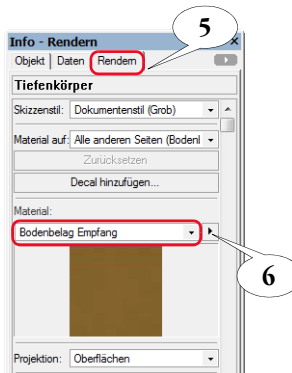 5
Info - Rendern
Objekt Daten Rendern
Tiefenkörper
Skizzenstil: Dokumentenstil (Grob)
Material auf: Alle anderen Seiten (Bodenl
Zurücksetzen
Decal hinzufügen...
Material:
Bodenbelag Empfang
6
Projektion: Oberflächen